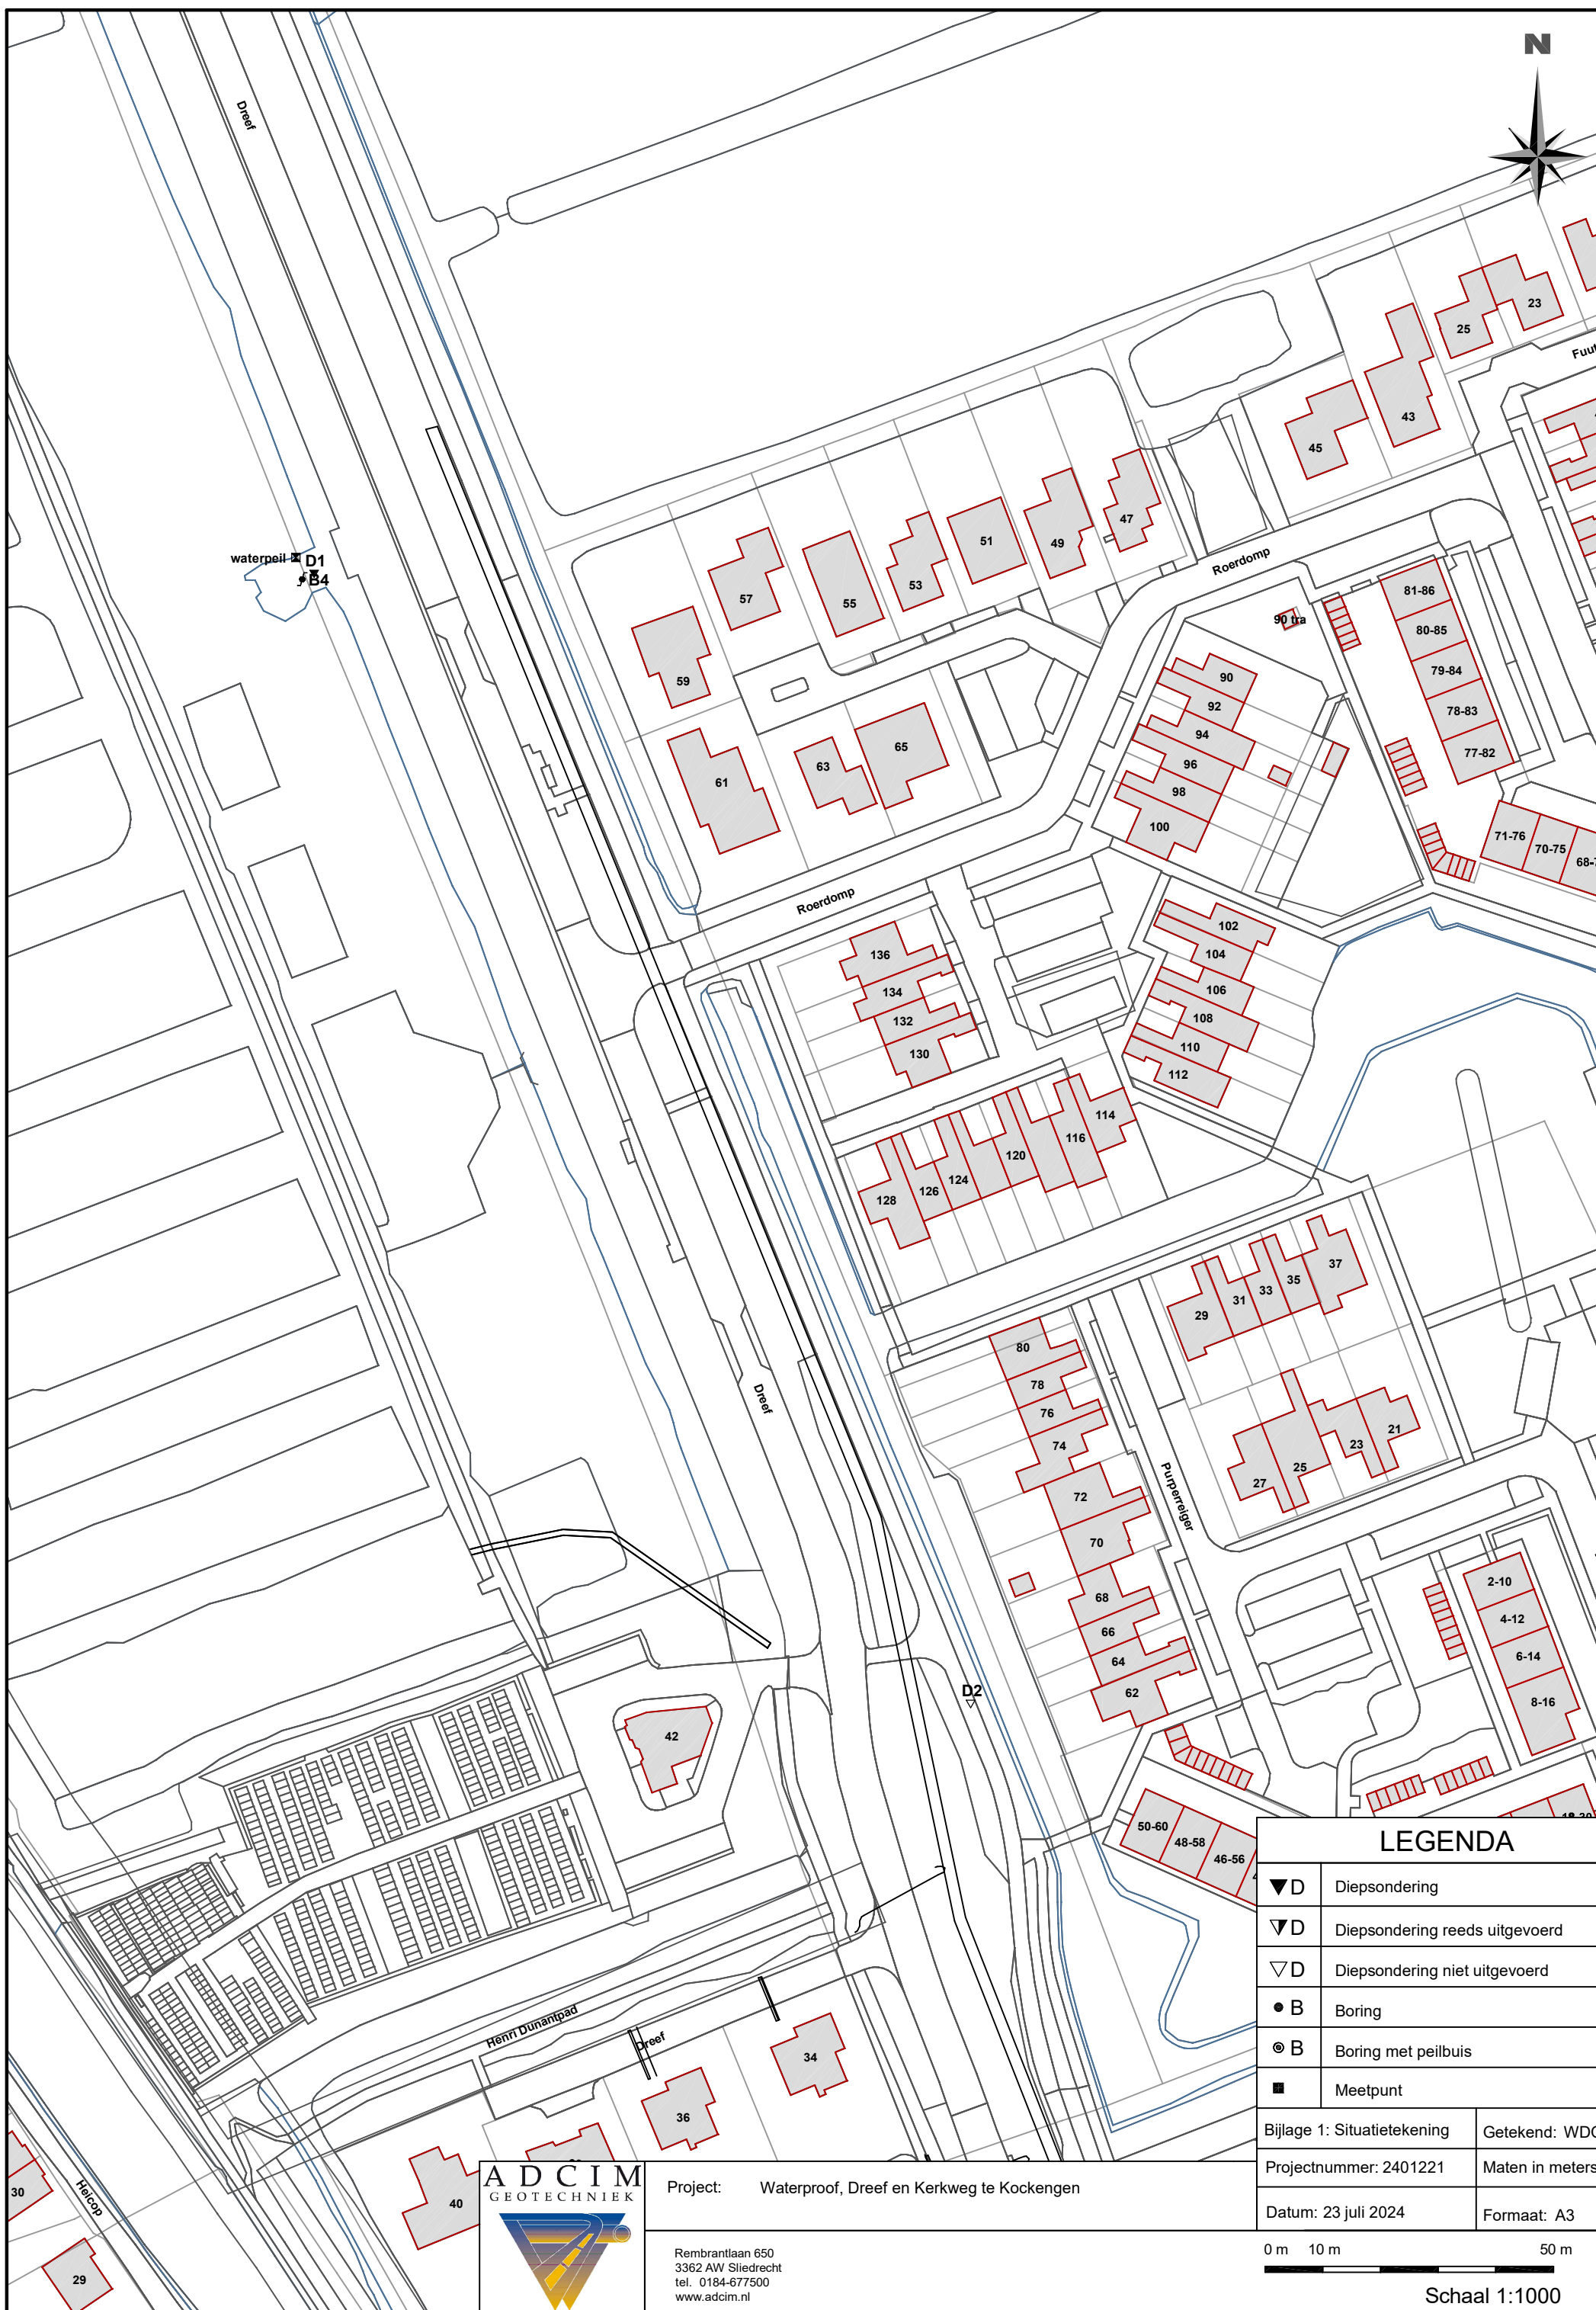 N
Dreef
23
25
Fuut
43
45
47
51
49
53
55
57
Roerdomp
waterpeil
D1
B4
59
81-86
80-85
79-84
78-83
77-82
90 tra
90
92
94
96
98
100
65
63
61
71-76
70-75
68-
Roerdomp
136
134
132
130
102
104
106
108
110
112
114
116
120
124
126
128
37
35
33
31
29
80
78
76
74
Dreef
72
70
Purperreiger
21
23
25
27
68
66
64
62
2-10
4-12
6-14
8-16
D2
42
50-60
48-58
46-56
LEGENDA
D Diepsondering
D Diepsondering reeds uitgevoerd
D Diepsondering niet uitgevoerd
B Boring
B Boring met peilbuis
Meetpunt
Henri Dunantpad
Dreef
34
36
40
30
Heicop
29
Bijlage 1: Situatietekening
Getekend: WDG
Projectnummer: 2401221
Maten in meters
Datum: 23 juli 2024
Formaat: A3
ADCIM
GEOTECHNIEK
Project: Waterproof, Dreef en Kerkweg te Kockengen
Rembrantlaan 650
3362 AW Sliedrecht
tel. 0184-677500
www.adcim.nl
0 m 10 m 50 m
Schaal 1:1000